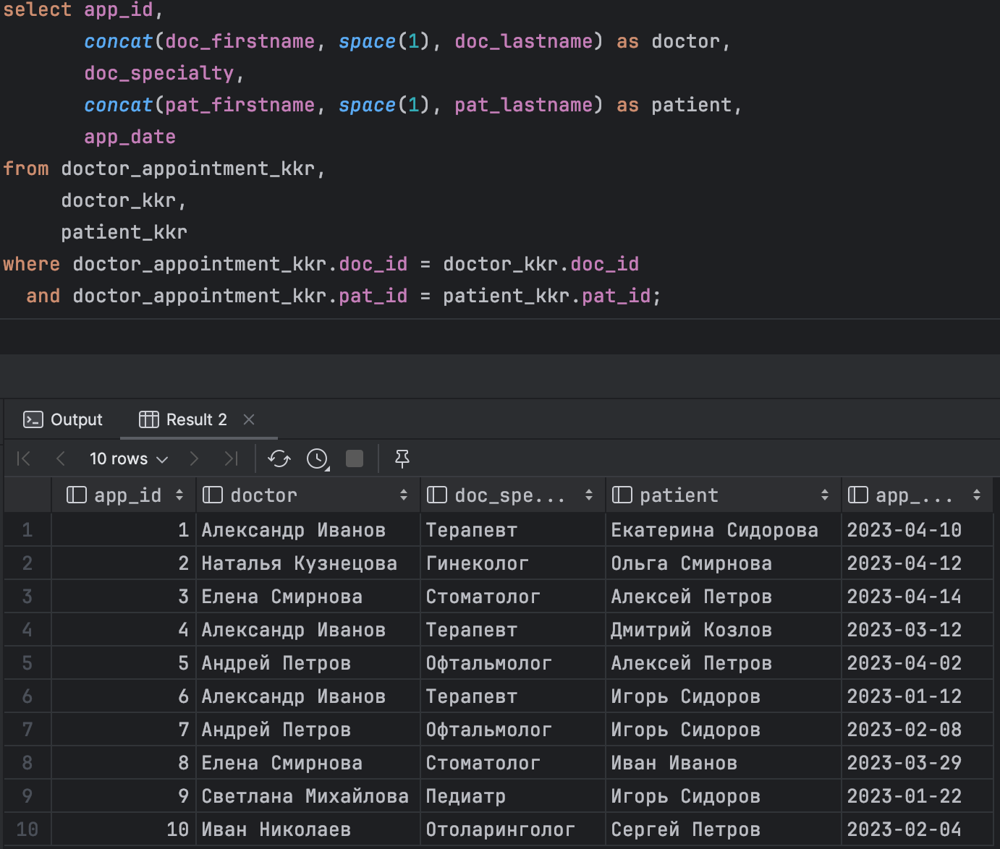 select app_id,
concat(doc_firstname, space(1), doc_lastname) as doctor,
doc_specialty,
concat(pat_firstname, space(1), pat_lastname) as patient,
app_date
from doctor_appointment_kkr,
doctor_kkr,
patient_kkr
where doctor_appointment_kkr.doc_id = doctor_kkr.doc_id
and doctor_appointment_kkr.pat_id = patient_kkr.pat_id;
Output Result 2
10 rows
app_id doctor doc_spe... patient app_...
1 1 Александр Иванов Терапевт Екатерина Сидорова 2023-04-10
2 2 Наталья Кузнецова Гинеколог Ольга Смирнова 2023-04-12
3 3 Елена Смирнова Стоматолог Алексей Петров 2023-04-14
4 4 Александр Иванов Терапевт Дмитрий Козлов 2023-03-12
5 5 Андрей Петров Офтальмолог Алексей Петров 2023-04-02
6 6 Александр Иванов Терапевт Игорь Сидоров 2023-01-12
7 7 Андрей Петров Офтальмолог Игорь Сидоров 2023-02-08
8 8 Елена Смирнова Стоматолог Иван Иванов 2023-03-29
9 9 Светлана Михайлова Педиатр Игорь Сидоров 2023-01-22
10 10 Иван Николаев Отоларинголог Сергей Петров 2023-02-04